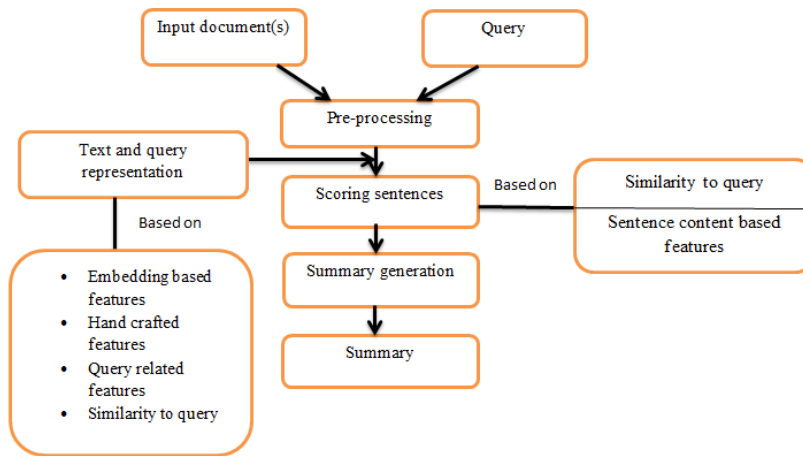 Input document(s)
Query
Pre-processing
Text and query
representation
Scoring sentences
Based on
Similarity to query
Sentence content based
features
Based on
Summary generation
• Embedding based
features
• Hand crafted
features
• Query related
features
• Similarity to query
Summary